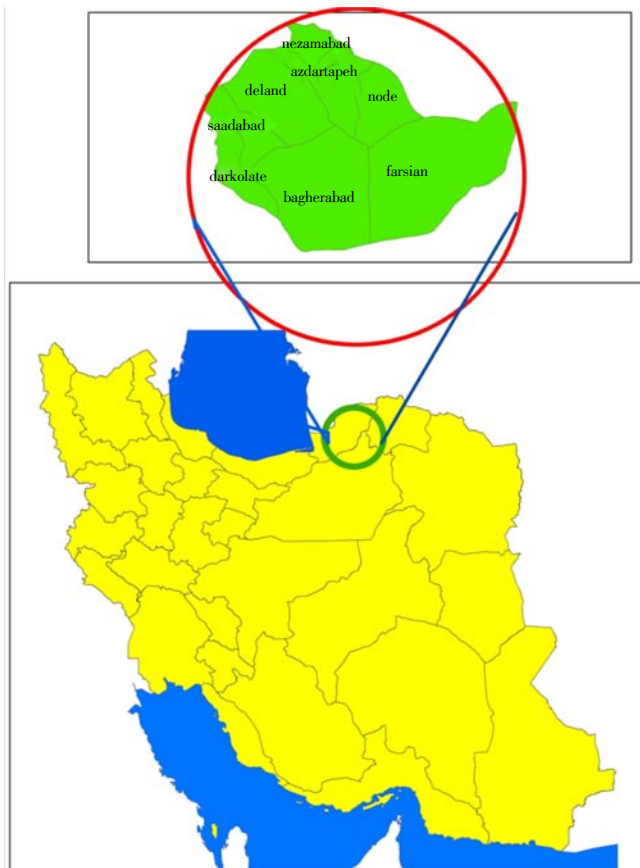 nezamabad
azdartapeh
deland
node
saadabad
darkolate
farsian
bagherabad